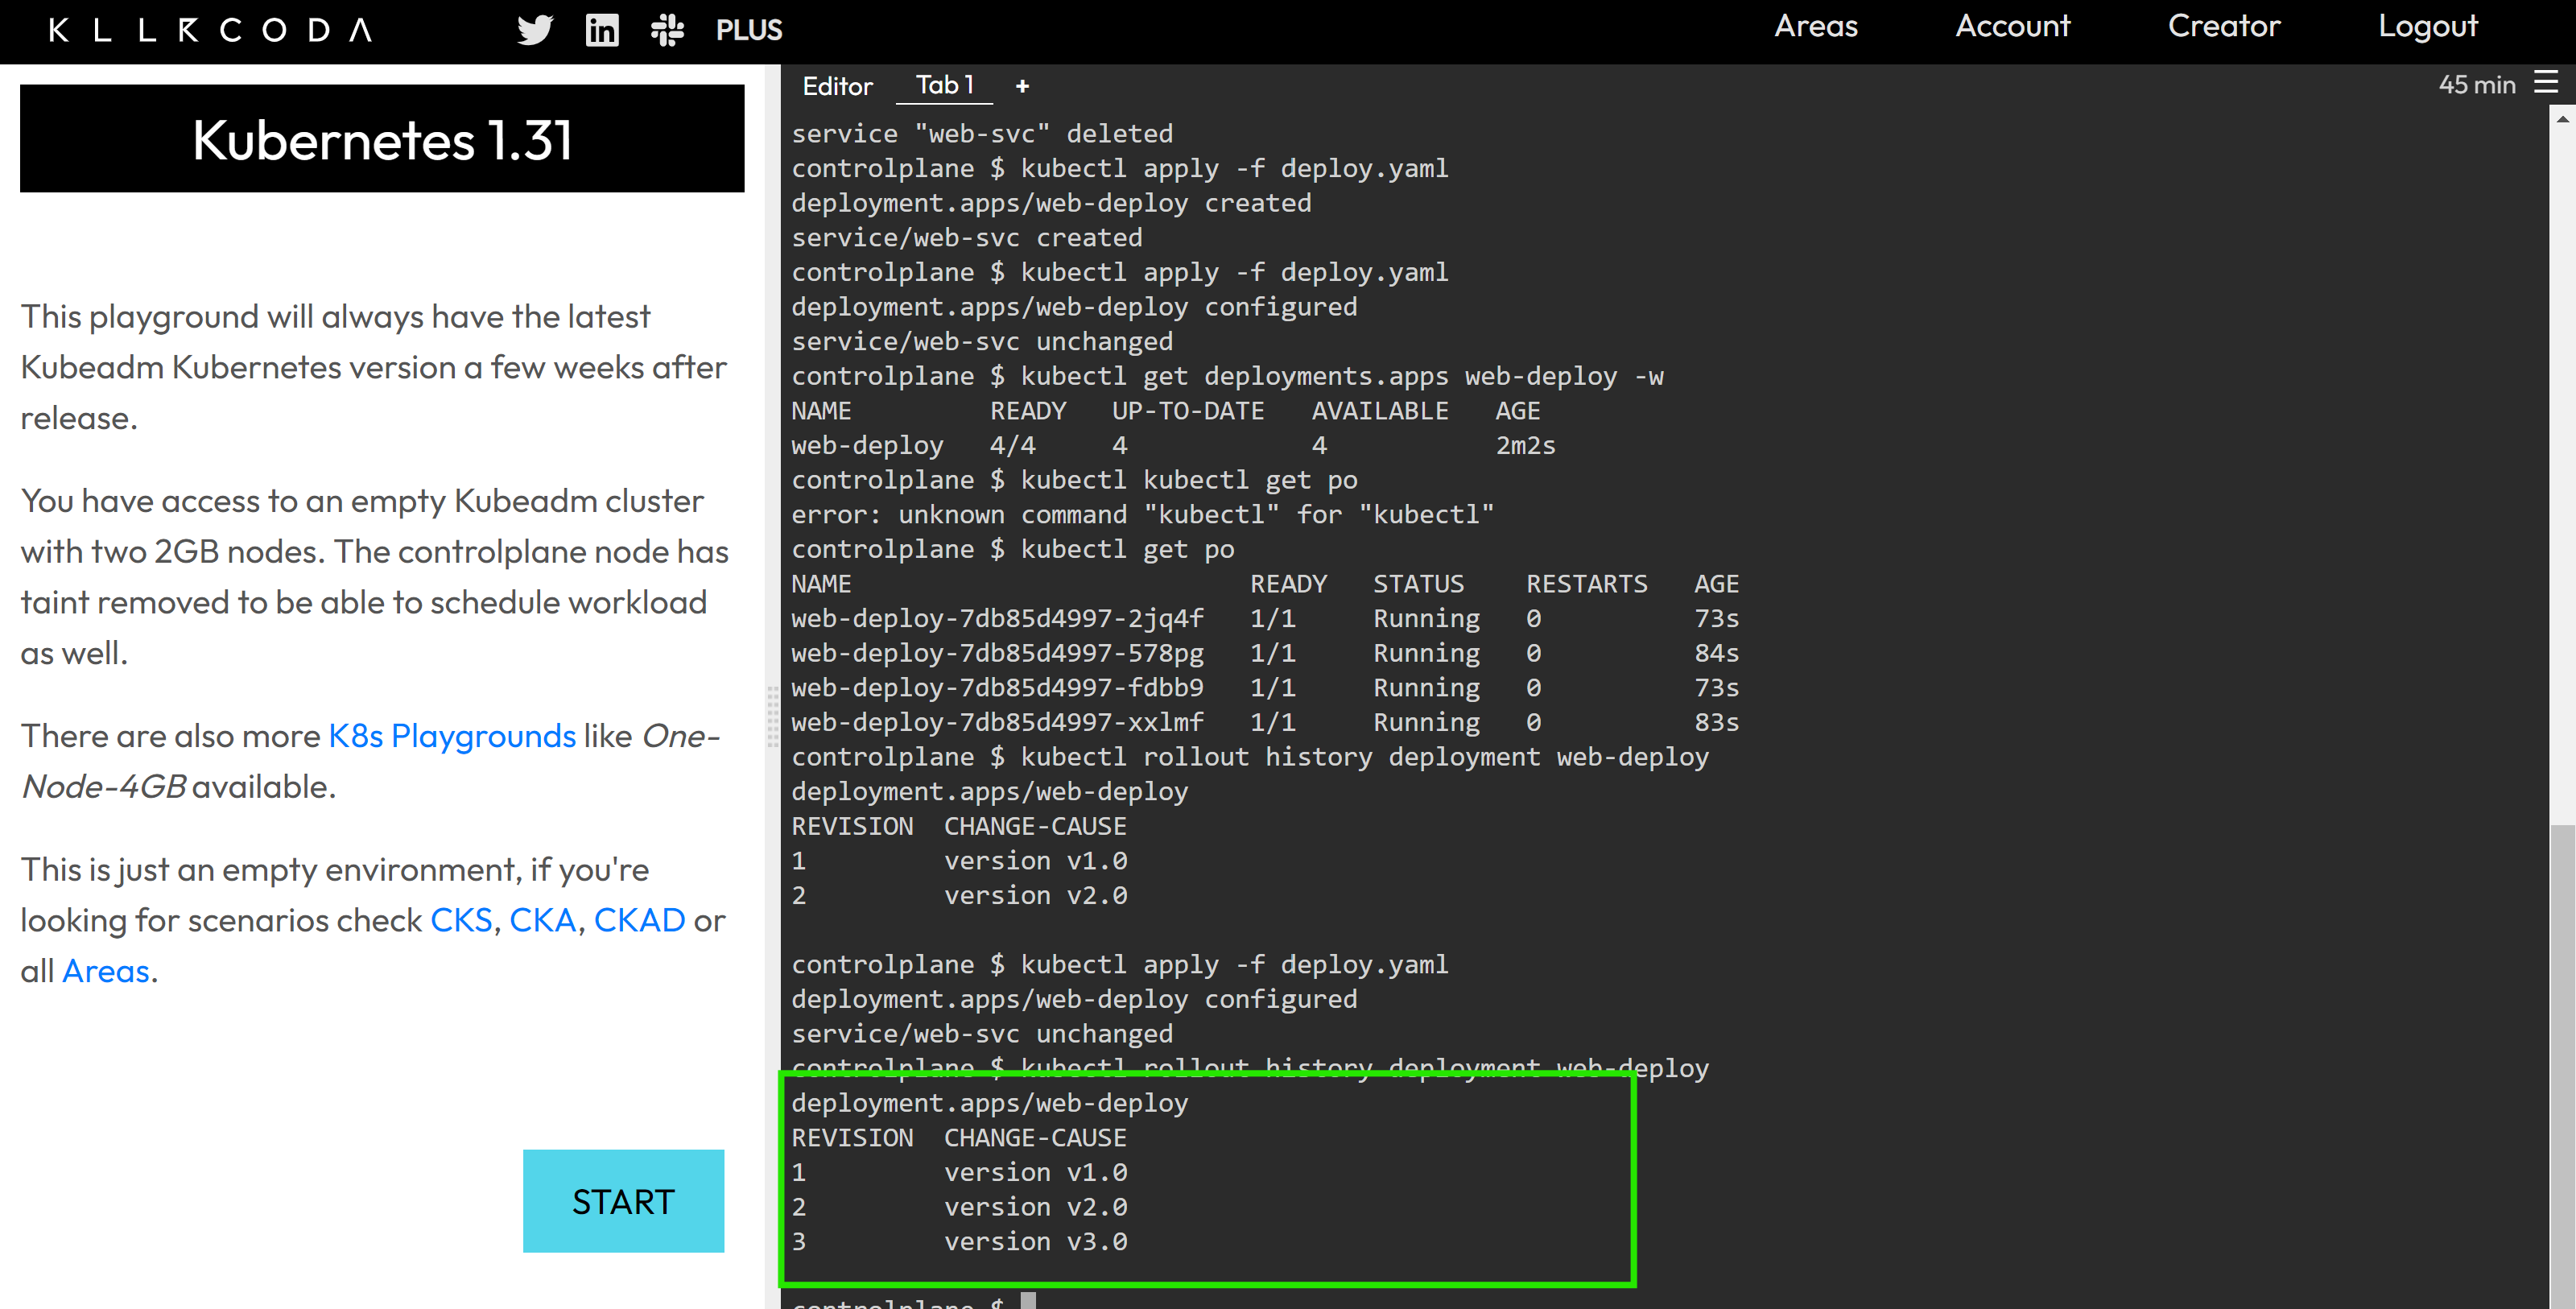 KILLERCODA
PLUS
Areas Account Creator Logout
Kubernetes 1.31
This playground will always have the latest
Kubeadm Kubernetes version a few weeks after
release.
You have access to an empty Kubeadm cluster
with two 2GB nodes. The controlplane node has
taint removed to be able to schedule workload
as well.
There are also more K8s Playgrounds like One-
Node-4GB available.
This is just an empty environment, if you're
looking for scenarios check CKS, CKA, CKAD or
all Areas.
START
Editor Tab 1 +
45 min
service "web-svc" deleted
controlplane $ kubectl apply -f deploy.yaml
deployment.apps/web-deploy created
service/web-svc created
controlplane $ kubectl apply -f deploy.yaml
deployment.apps/web-deploy configured
service/web-svc unchanged
controlplane $ kubectl get deployments.apps web-deploy -w
NAME READY UP-TO-DATE AVAILABLE AGE
web-deploy 4/4 4 4 2m2s
controlplane $ kubectl kubectl get po
error: unknown command "kubectl" for "kubectl"
controlplane $ kubectl get po
NAME READY STATUS RESTARTS AGE
web-deploy-7db85d4997-2jq4f 1/1 Running 0 73s
web-deploy-7db85d4997-578pg 1/1 Running 0 84s
web-deploy-7db85d4997-fdbb9 1/1 Running 0 73s
web-deploy-7db85d4997-xxlmf 1/1 Running 0 83s
controlplane $ kubectl rollout history deployment web-deploy
deployment.apps/web-deploy
REVISION CHANGE-CAUSE
1 version v1.0
2 version v2.0
controlplane $ kubectl apply -f deploy.yaml
deployment.apps/web-deploy configured
service/web-svc unchanged
controlplane $ kubectl rollout history deployment web-deploy
deployment.apps/web-deploy
REVISION CHANGE-CAUSE
1 version v1.0
2 version v2.0
3 version v3.0
controlplane $